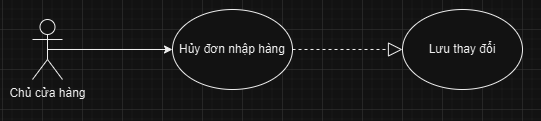 Hủy đơn nhập hàng
Lưu thay đổi
Chủ cửa hàng